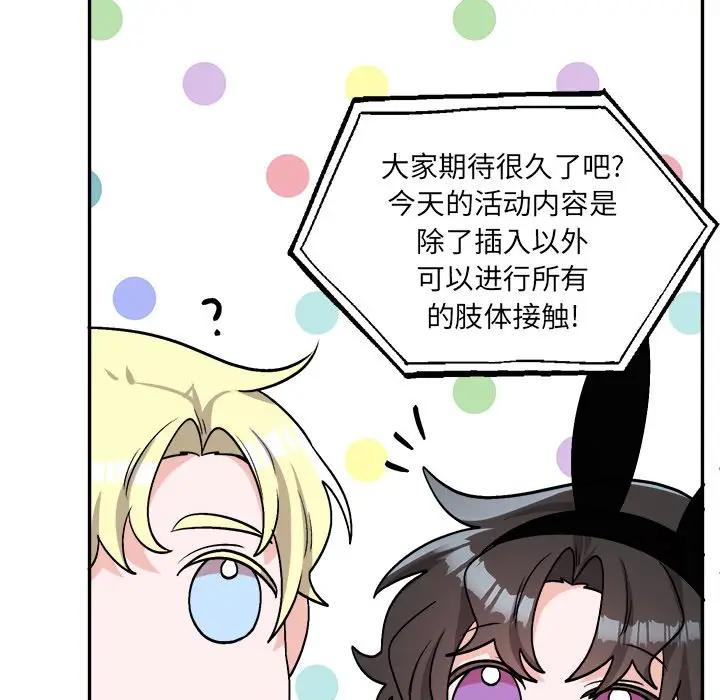 大家期待很久了吧?
今天的活动内容是
除了插入以外
可以进行所有
的肢体接触!
?